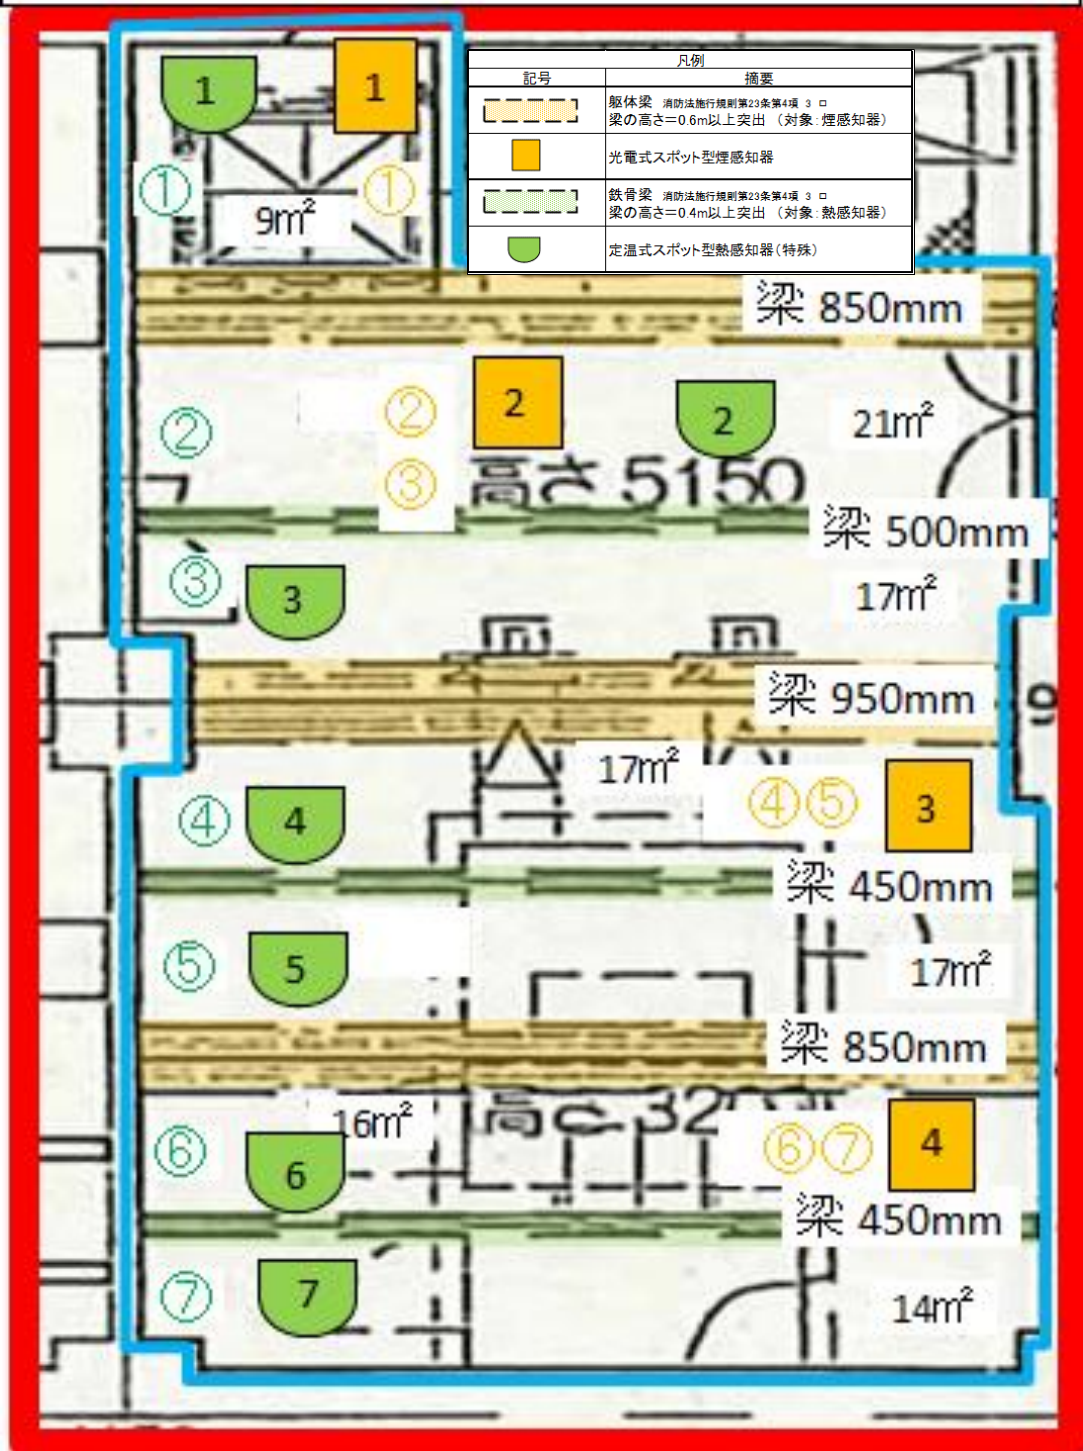 凡例
記号 摘要
躯体梁 消防法施行規則第23条第4項 3 ロ
梁の高さ=0.6m以上突出 (対象:煙感知器)
光電式スポット型煙感知器
鉄骨梁 消防法施行規則第23条第4項 3 ロ
梁の高さ=0.4m以上突出 (対象:熱感知器)
定温式スポット型熱感知器(特殊)
1 1
① ①
9㎡
梁 850mm
② ② 2 2 21㎡
③ 高さ 5150
梁 500mm
③ 3 17㎡
梁 950mm
17㎡
④ 4 ④⑤ 3
梁 450mm
⑤ 5 17㎡
梁 850mm
16㎡ 高さ 32
⑥ 6 ⑥⑦ 4
梁 450mm
⑦ 7 14㎡